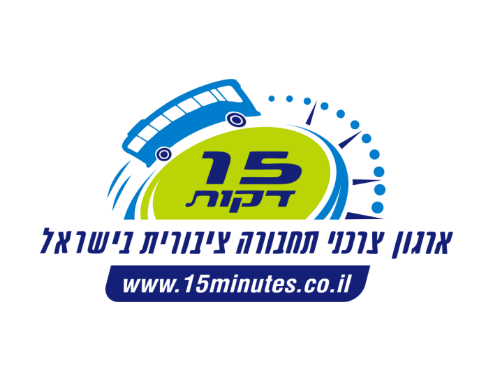 15
דקות
ארגון צרכני תחבורה ציבורית בישראל
www.15minutes.co.il